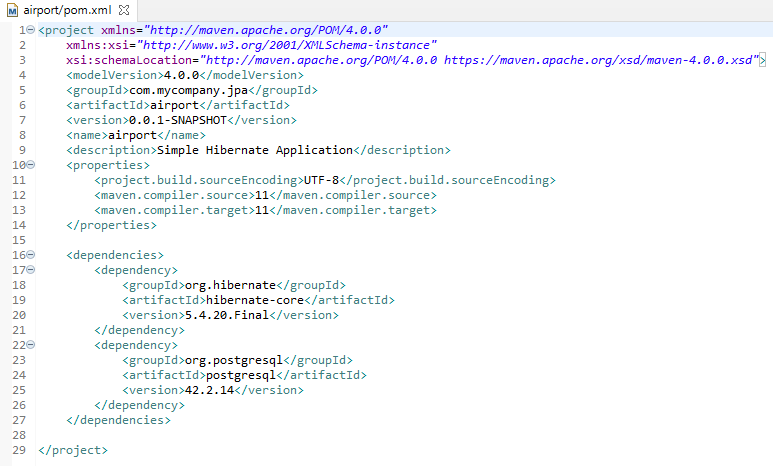 airport/pom.xml
1 <project xmlns="http://maven.apache.org/POM/4.0.0"
2 xmlns:xsi="http://www.w3.org/2001/XMLSchema-instance"
3 xsi:schemaLocation="http://maven.apache.org/POM/4.0.0 https://maven.apache.org/xsd/maven-4.0.0.xsd">
4 <modelVersion>4.0.0</modelVersion>
5 <groupId>com.mycompany.jpa</groupId>
6 <artifactId>airport</artifactId>
7 <version>0.0.1-SNAPSHOT</version>
8 <name>airport</name>
9 <description>Simple Hibernate Application</description>
10 <properties>
11 <project.build.sourceEncoding>UTF-8</project.build.sourceEncoding>
12 <maven.compiler.source>11</maven.compiler.source>
13 <maven.compiler.target>11</maven.compiler.target>
14 </properties>
15
16 <dependencies>
17 <dependency>
18 <groupId>org.hibernate</groupId>
19 <artifactId>hibernate-core</artifactId>
20 <version>5.4.20.Final</version>
21 </dependency>
22 <dependency>
23 <groupId>org.postgresql</groupId>
24 <artifactId>postgresql</artifactId>
25 <version>42.2.14</version>
26 </dependency>
27 </dependencies>
28
29 </project>